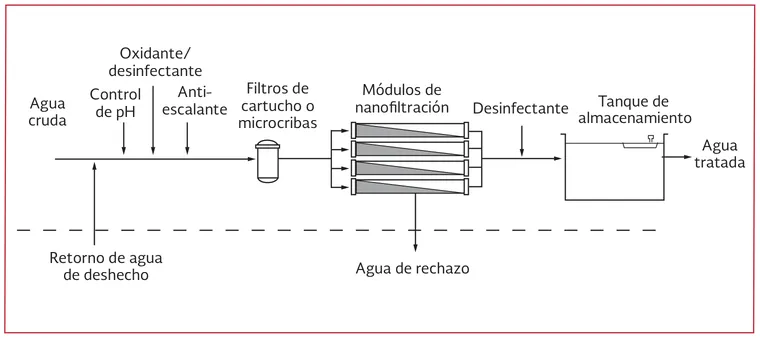 Oxidante/
desinfectante
Agua
cruda
Control
de pH
Anti-
escalante
Filtros de
cartucho o
microcribas
Módulos de
nanofiltración
Desinfectante
Tanque de
almacenamiento
Agua
tratada
Retorno de agua
de deshecho
Agua de rechazo